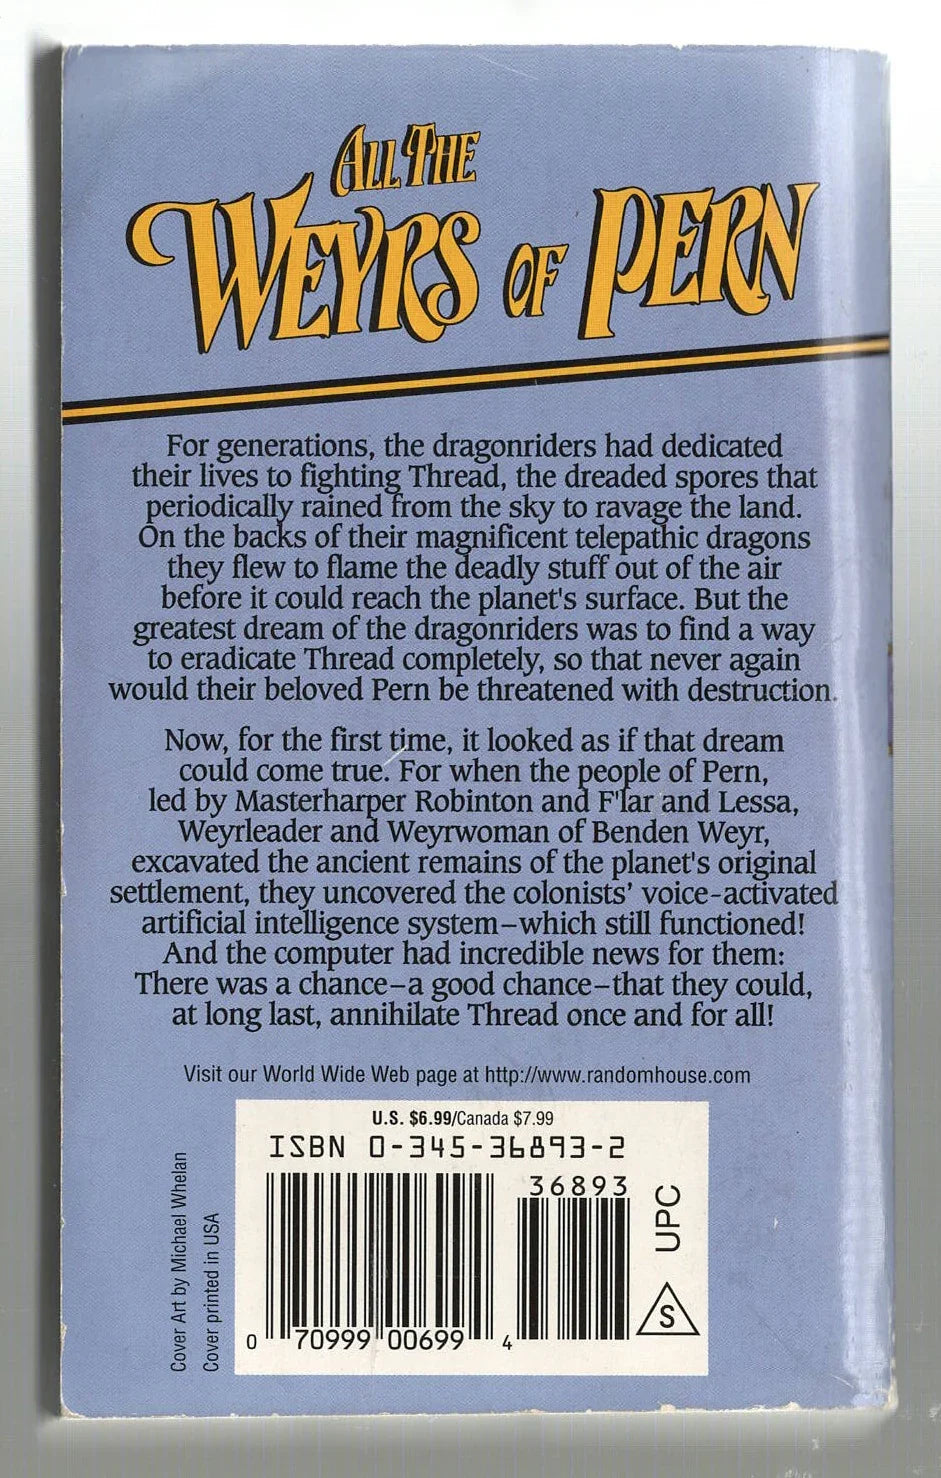 ALL THE
WEYRS OF PERN
For generations, the dragonriders had dedicated
their lives to fighting Thread, the dreaded spores that
periodically rained from the sky to ravage the land.
On the backs of their magnificent telepathic dragons
they flew to flame the deadly stuff out of the air
before it could reach the planet's surface. But the
greatest dream of the dragonriders was to find a way
to eradicate Thread completely, so that never again
would their beloved Pern be threatened with destruction.
Now, for the first time, it looked as if that dream
could come true. For when the people of Pern,
led by Masterharper Robinton and F'lar and Lessa,
Weyrleader and Weyrwoman of Benden Weyr,
excavated the ancient remains of the planet's original
settlement, they uncovered the colonists' voice-activated
artificial intelligence system–which still functioned!
And the computer had incredible news for them:
There was a chance–a good chance–that they could,
at long last, annihilate Thread once and for all!
Visit our World Wide Web page at http://www.randomhouse.com
U.S. $6.99/Canada $7.99
ISBN 0-345-36893-2
36893
0 70999 00699 4
UPC
S
Cover Art by Michael Whelan
Cover printed in USA